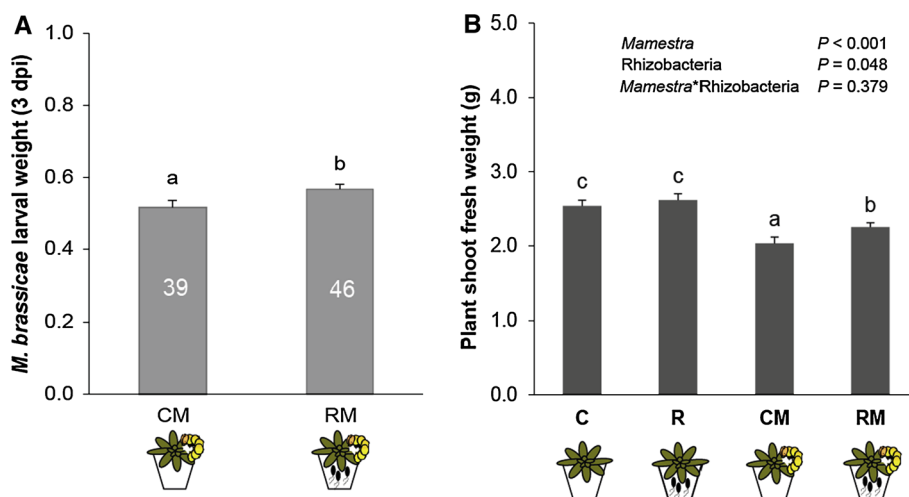 A
M. brassicae larval weight (3 dpi)
1.0
0.8
0.6
0.4
0.2
0.0
a
b
39
46
CM
RM
B
Plant shoot fresh weight (g)
5.0
4.0
3.0
2.0
1.0
0.0
Mamestra P < 0.001
Rhizobacteria P = 0.048
Mamestra*Rhizobacteria P = 0.379
c
c
a
b
C
R
CM
RM